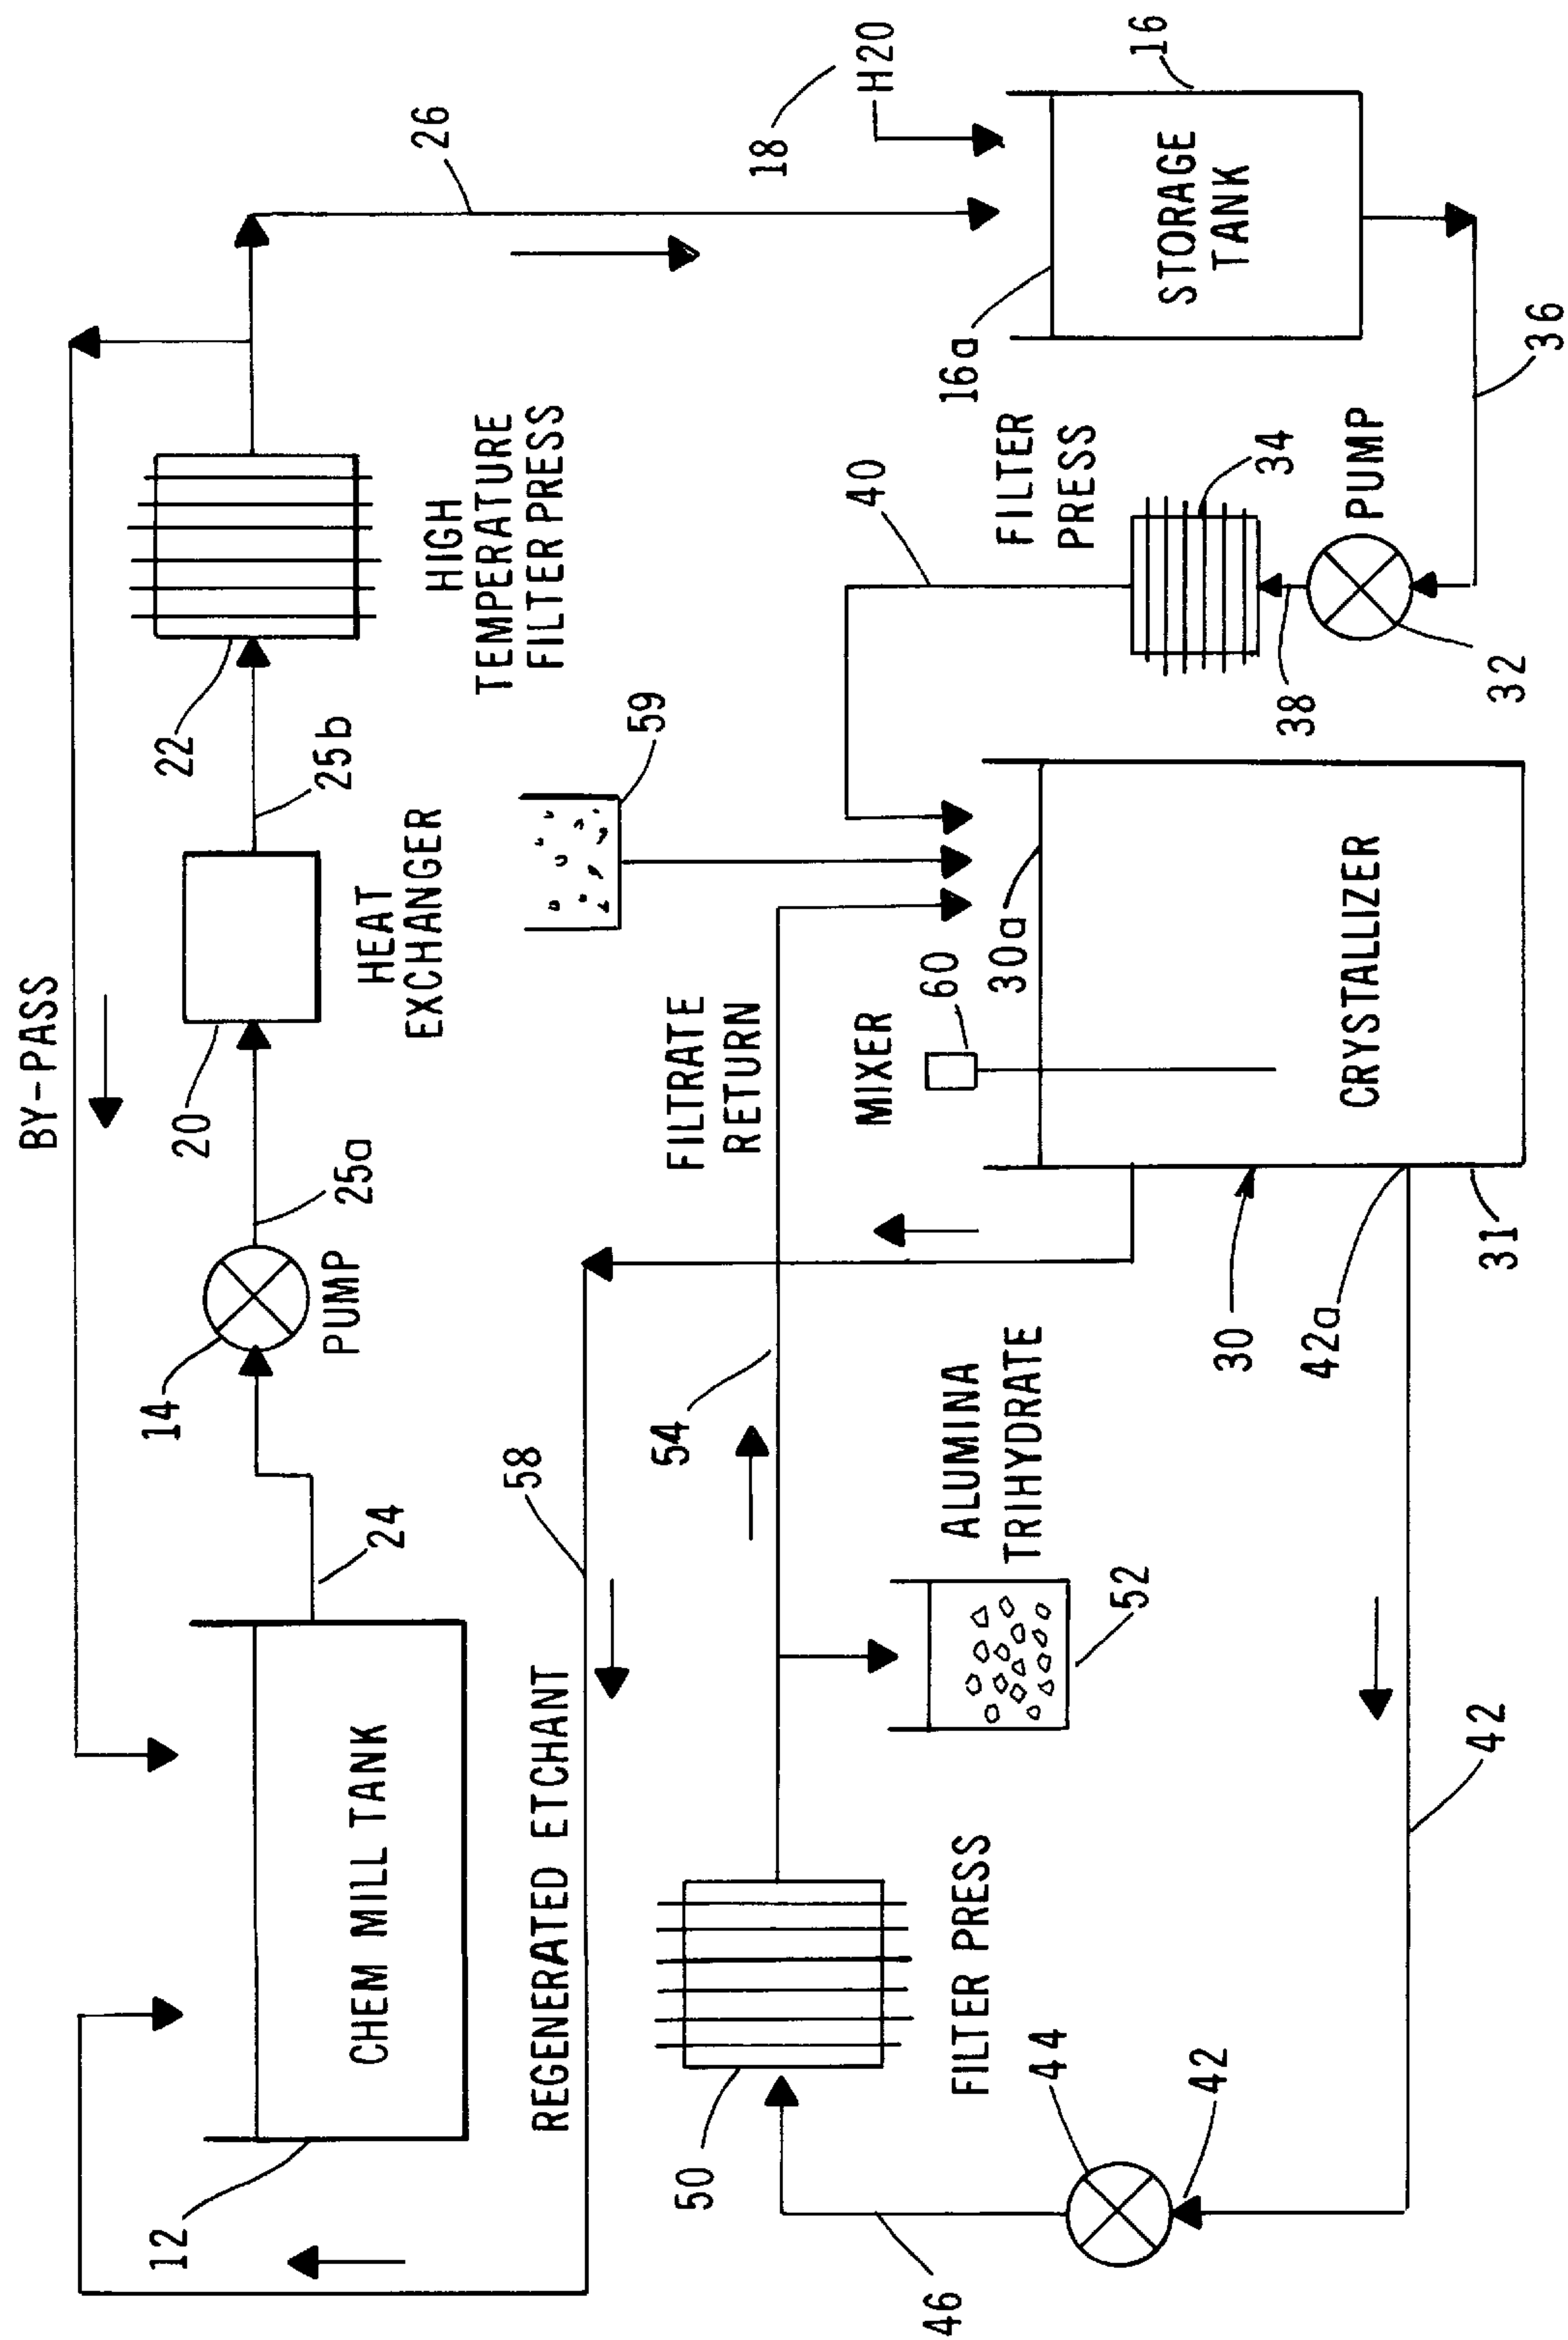 BY-PASS
26
22
25b
20
25a
14
PUMP
HEAT
EXCHANGER
HIGH
TEMPERATURE
FILTER PRESS
24
CHEM MILL TANK
12
18
H20
59
58
REGENERATED ETCHANT
FILTRATE
RETURN
54
40
MIXER
60
30a
FILTER
PRESS
34
16a
16
STORAGE
TANK
50
FILTER PRESS
ALUMINA
TRIHYDRATE
52
30
CRYSTALLIZER
38
PUMP
32
36
46
44
42
42
42a
31